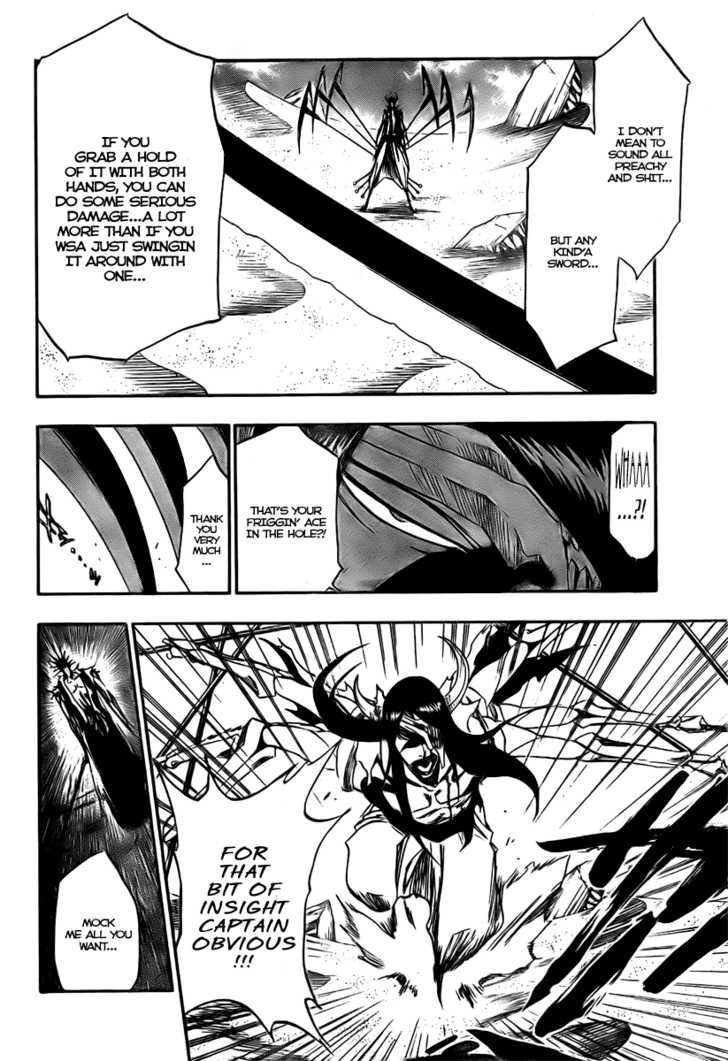 I DON'T
MEAN TO
SOUND ALL
PREACHY
AND SHIT...
BUT ANY
KIND'A
SWORD...
IF YOU
GRAB A HOLD
OF IT WITH BOTH
HANDS, YOU CAN
DO SOME SERIOUS
DAMAGE...A LOT
MORE THAN IF YOU
WSA JUST SWINGIN
IT AROUND WITH
ONE...
WHAAA
.....?!
THAT'S YOUR
FRIGGIN' ACE
IN THE HOLE?!
THANK
YOU
VERY
MUCH
...
FOR
THAT
BIT OF
INSIGHT
CAPTAIN
OBVIOUS
!!!
MOCK
ME ALL YOU
WANT...